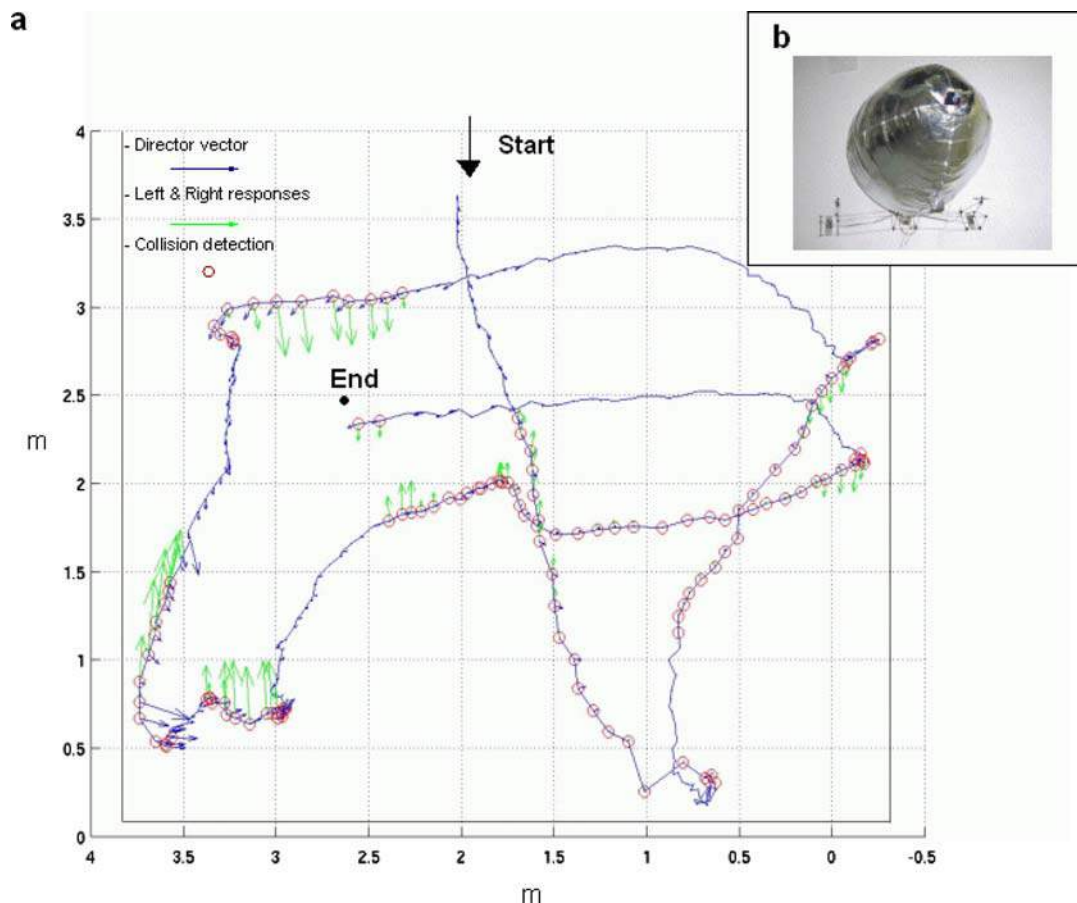 a
b
4
- Director vector
Start
- Left & Right responses
3.5
- Collision detection
3
2.5
End
m
2
1.5
1
0.5
0
4
3.5
3
2.5
2
1.5
1
0.5
0
-0.5
m